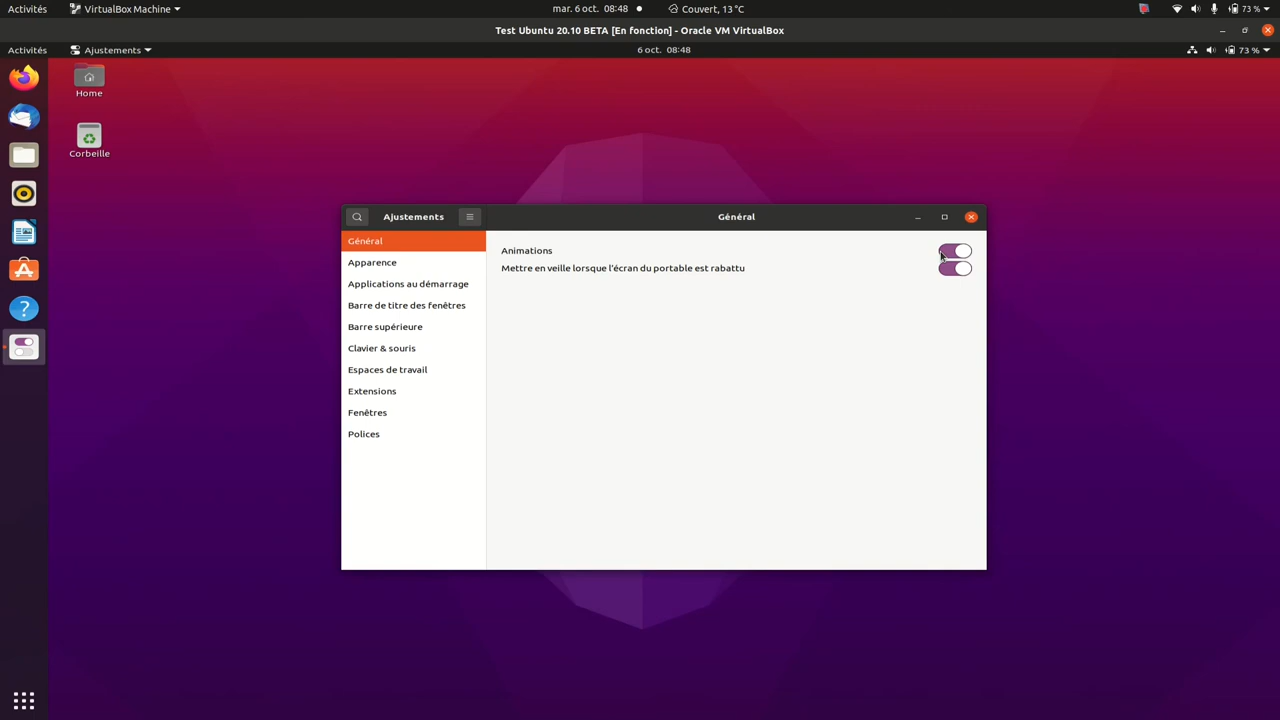 Activités VirtualBox Machine mar. 6 oct. 08:48 Couvert, 13 °C 73 %
Test Ubuntu 20.10 BETA [En fonction] - Oracle VM VirtualBox
Activités Ajustements 6 oct. 08:48 73 %
Home
Corbeille
Ajustements Général
Général
Apparence
Applications au démarrage
Barre de titre des fenêtres
Barre supérieure
Clavier & souris
Espaces de travail
Extensions
Fenêtres
Polices
Animations
Mettre en veille lorsque l'écran du portable est rabattu